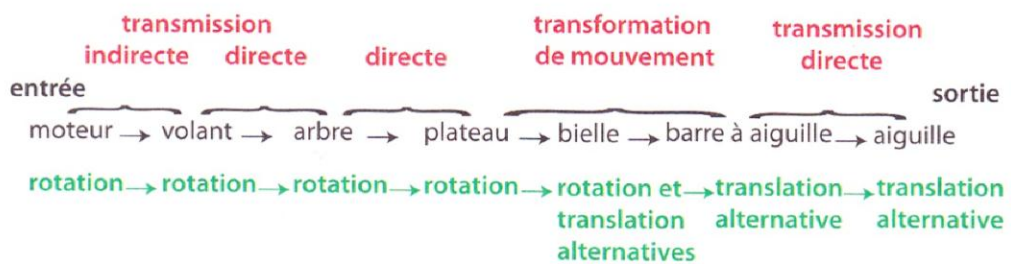 transmission transformation transmission
indirecte directe directe de mouvement directe
entrée sortie
moteur → volant → arbre → plateau → bielle → barre à aiguille → aiguille
rotation → rotation → rotation → rotation → rotation et → translation → translation
translation alternative alternative
alternatives